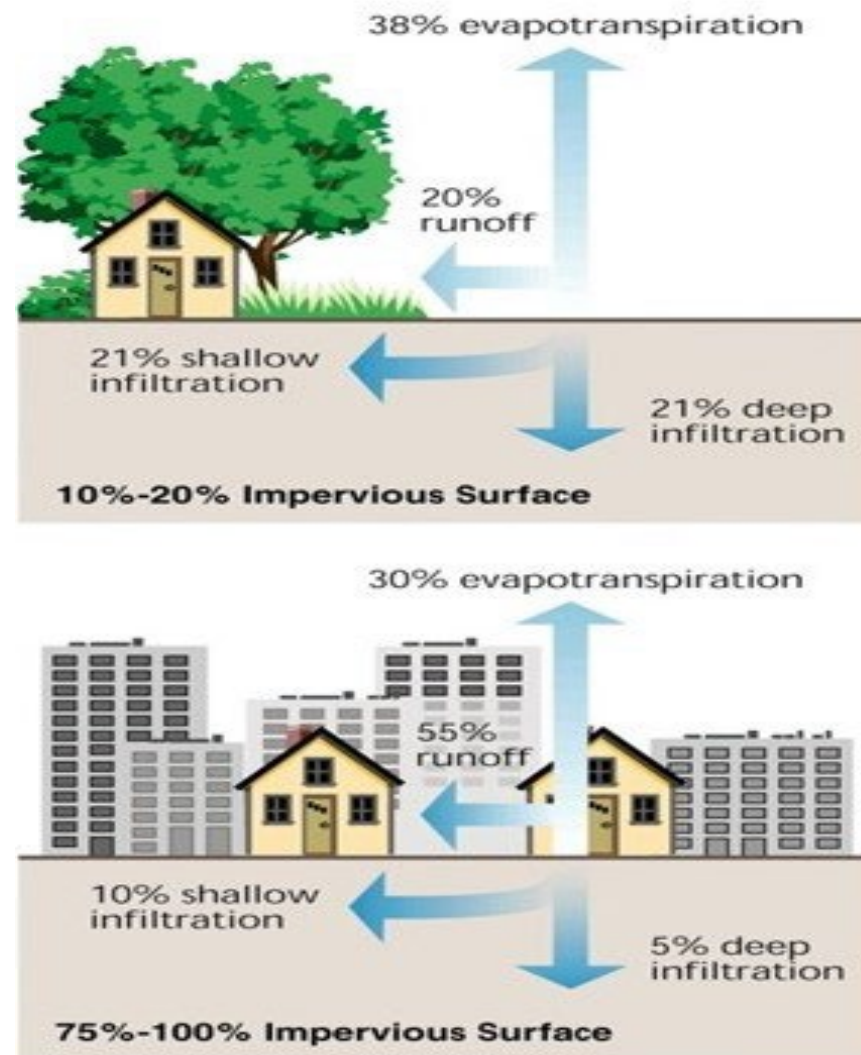 38% evapotranspiration
20%
runoff
21% shallow
infiltration
21% deep
infiltration
10%-20% Impervious Surface
30% evapotranspiration
55%
runoff
10% shallow
infiltration
5% deep
infiltration
75%-100% Impervious Surface